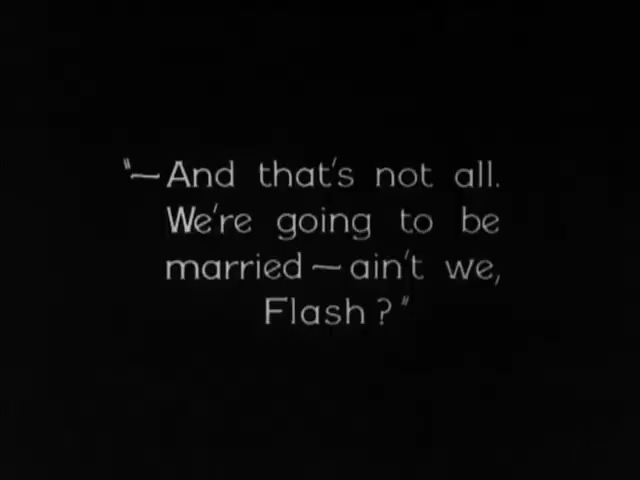 "—And that's not all.
We're going to be
married—ain't we,
Flash?"